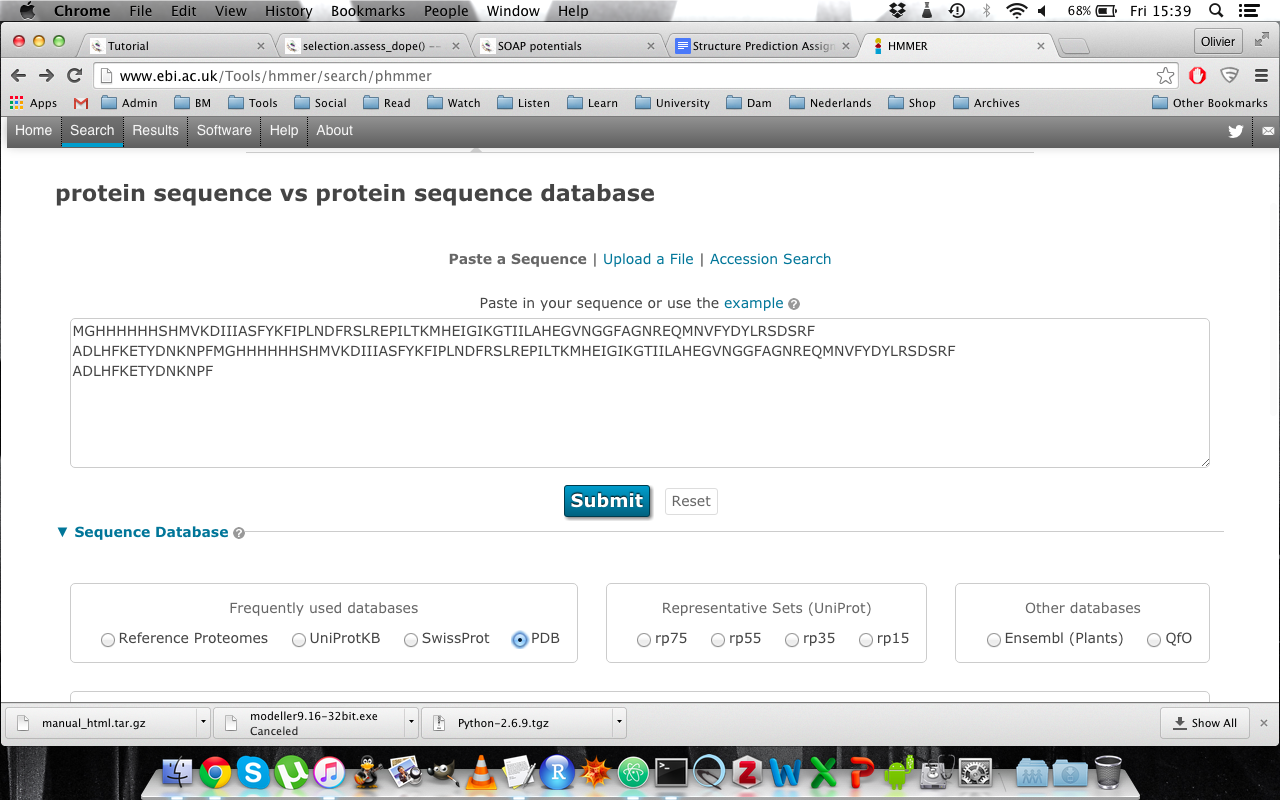 Chrome File Edit View History Bookmarks People Window Help 68% Fri 15:39
Tutorial selection.assess_dope() — SOAP potentials Structure Prediction Assign HMMER Olivier
www.ebi.ac.uk/Tools/hmmer/search/phmmer
Apps Admin BM Tools Social Read Watch Listen Learn University Dam Nederlands Shop Archives Other Bookmarks
Home Search Results Software Help About
protein sequence vs protein sequence database
Paste a Sequence | Upload a File | Accession Search
Paste in your sequence or use the example ?
MGHHHHHHSHMVKDIIIASFYKFIPLNDFRSLREPILTKMHEIGIKGTIILAHEGVNGGFAGNREQMNVFYDYLRSDSRF
ADLHFKETYDNKNPFMGHHHHHHSHMVKDIIIASFYKFIPLNDFRSLREPILTKMHEIGIKGTIILAHEGVNGGFAGNREQMNVFYDYLRSDSRF
ADLHFKETYDNKNPF
Submit Reset
▼ Sequence Database ?
Frequently used databases Representative Sets (UniProt) Other databases
Reference Proteomes UniProtKB SwissProt PDB rp75 rp55 rp35 rp15 Ensembl (Plants) QfO
manual_html.tar.gz modeller9.16-32bit.exe Python-2.6.9.tgz Show All
Canceled